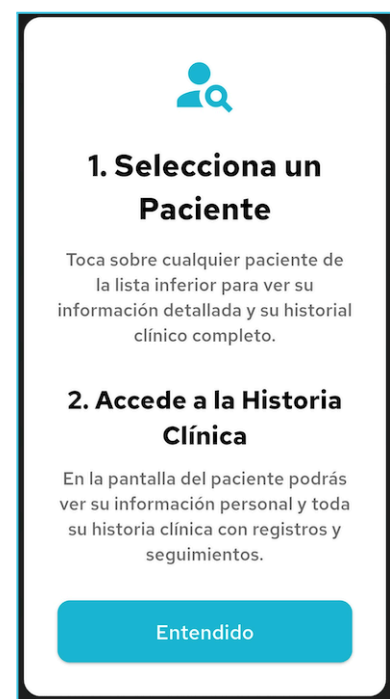 1. Selecciona un
Paciente
Toca sobre cualquier paciente de
la lista inferior para ver su
información detallada y su historial
clínico completo.
2. Accede a la Historia
Clínica
En la pantalla del paciente podrás
ver su información personal y toda
su historia clínica con registros y
seguimientos.
Entendido